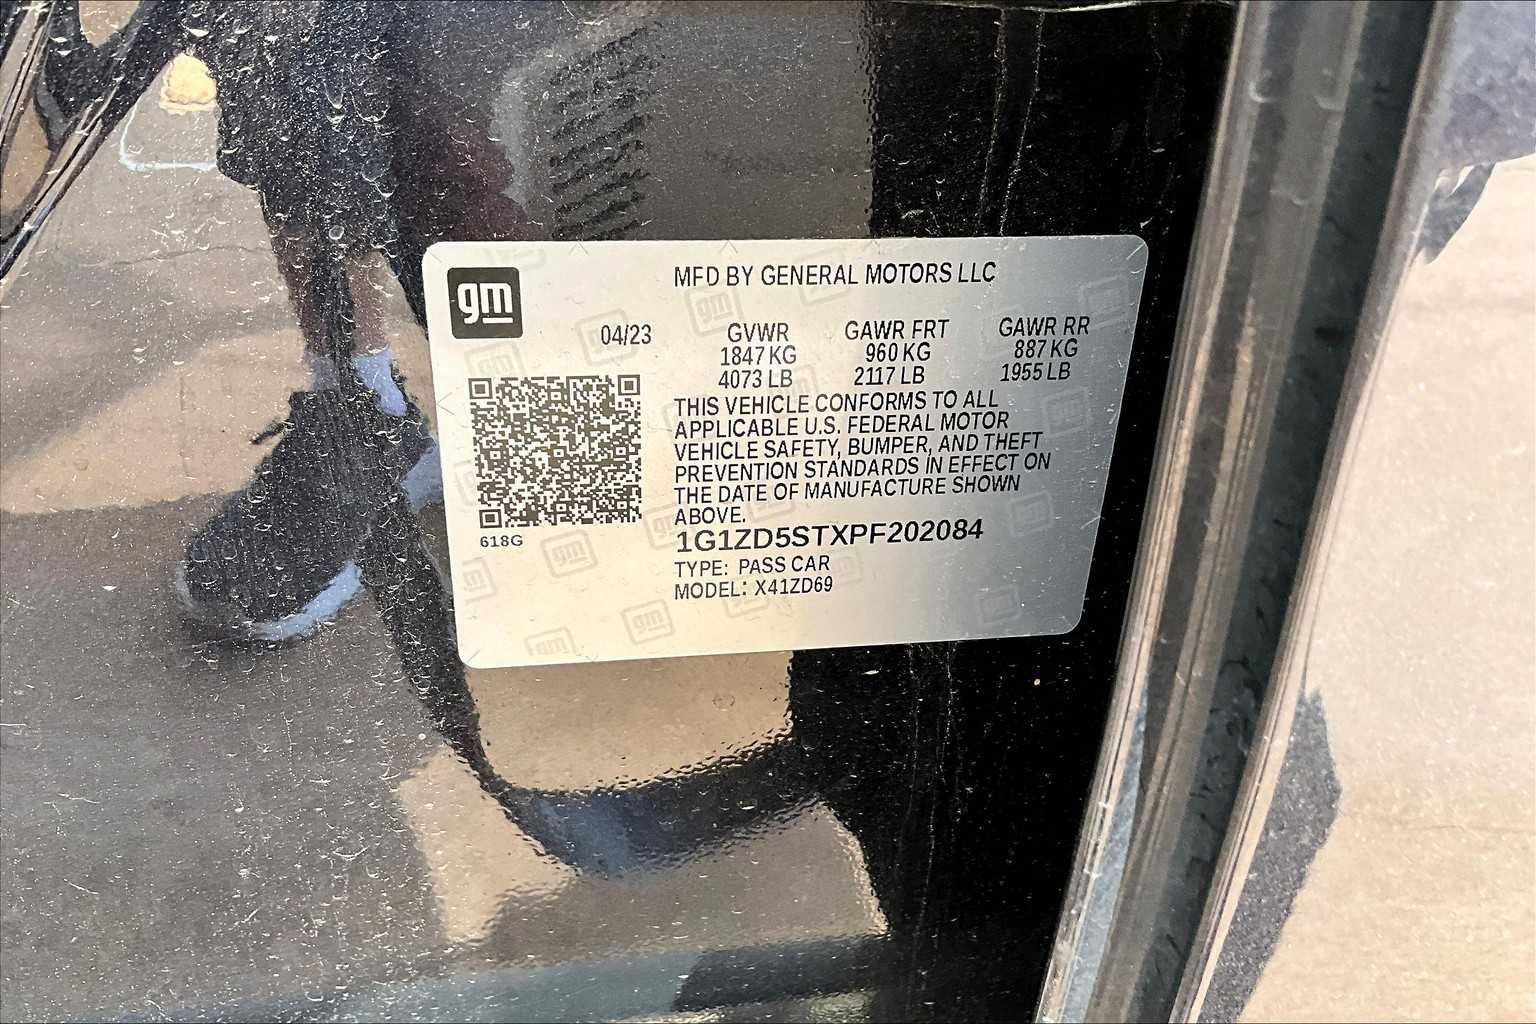 gm
MFD BY GENERAL MOTORS LLC
04/23 GVWR GAWR FRT GAWR RR
1847 KG 960 KG 887 KG
4073 LB 2117 LB 1955 LB
THIS VEHICLE CONFORMS TO ALL
APPLICABLE U.S. FEDERAL MOTOR
VEHICLE SAFETY, BUMPER, AND THEFT
PREVENTION STANDARDS IN EFFECT ON
THE DATE OF MANUFACTURE SHOWN
ABOVE.
618G
1G1ZD5STXPF202084
TYPE: PASS CAR
MODEL: X41ZD69